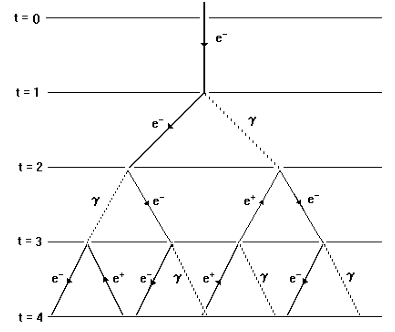 t = 0
e⁻
t = 1
e⁻ γ
t = 2
γ e⁻ e⁺ e⁻
t = 3
e⁻ e⁺ e⁻ γ e⁺ γ e⁻ γ
t = 4